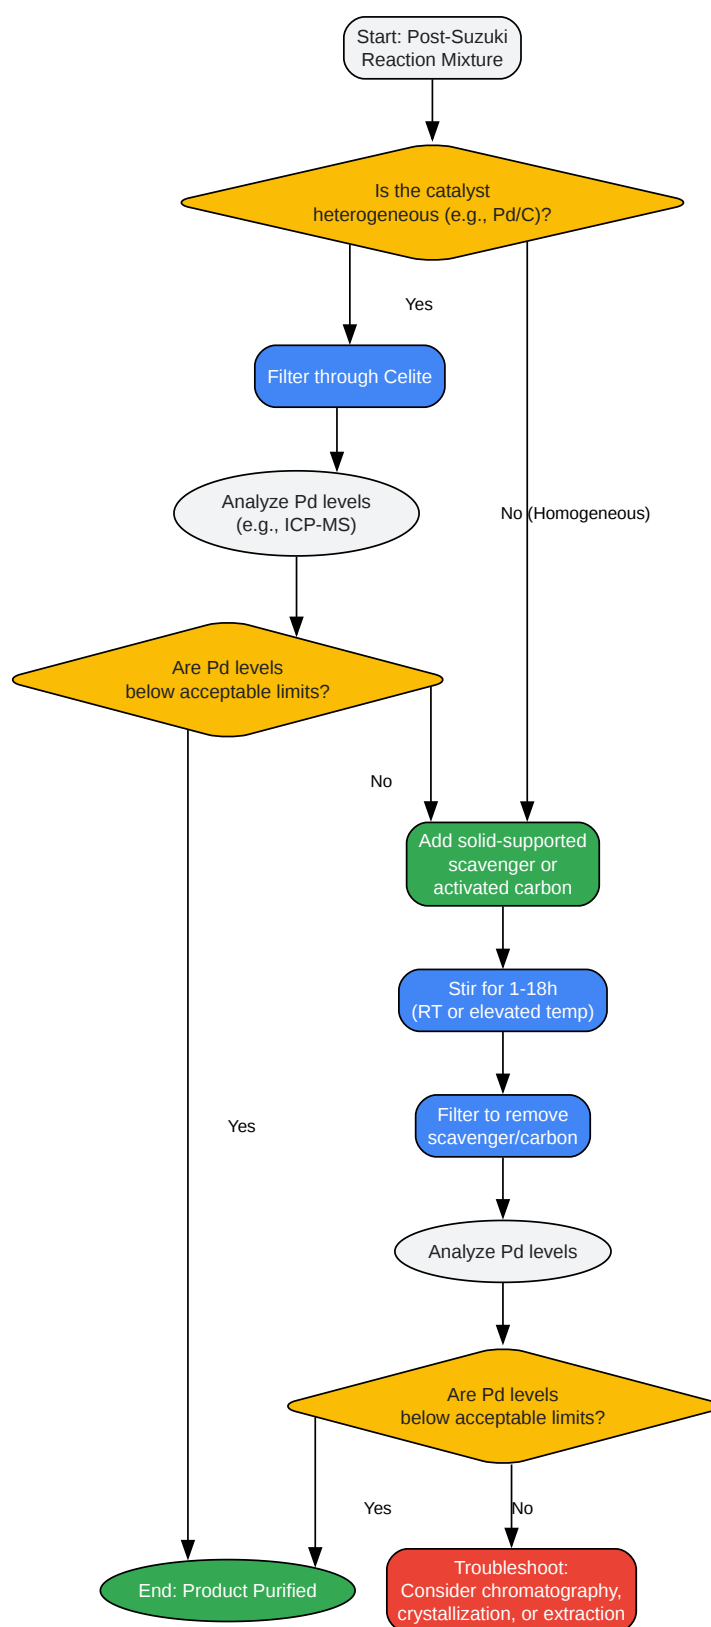 Start: Post-Suzuki
Reaction Mixture
Is the catalyst
heterogeneous (e.g., Pd/C)?
Yes
Filter through Celite
Analyze Pd levels
(e.g., ICP-MS)
No (Homogeneous)
Are Pd levels
below acceptable limits?
No
Add solid-supported
scavenger or
activated carbon
Stir for 1-18h
(RT or elevated temp)
Filter to remove
scavenger/carbon
Yes
Analyze Pd levels
Are Pd levels
below acceptable limits?
Yes
No
End: Product Purified
Troubleshoot:
Consider chromatography,
crystallization, or extraction